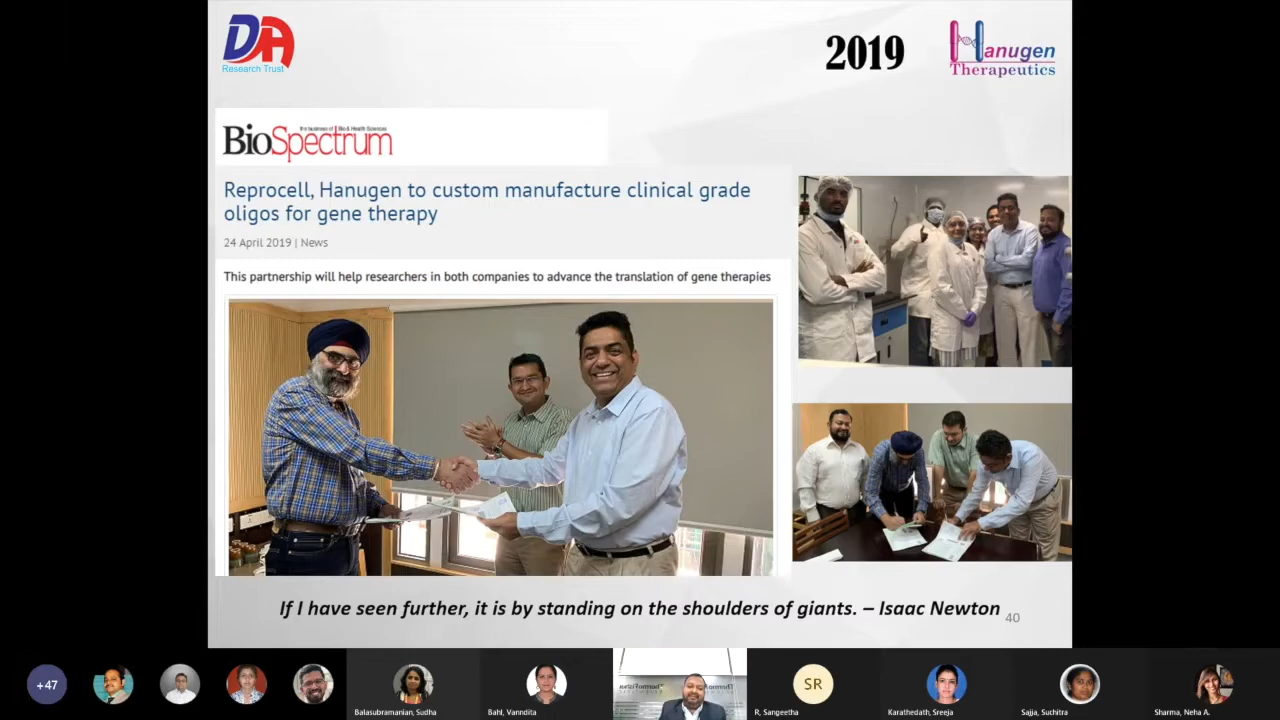 DA
Research Trust
2019
Hanugen
Therapeutics
the business of Bio & Health Sciences
BioSpectrum
Reprocell, Hanugen to custom manufacture clinical grade
oligos for gene therapy
24 April 2019 | News
This partnership will help researchers in both companies to advance the translation of gene therapies
If I have seen further, it is by standing on the shoulders of giants. – Isaac Newton
40
+47
SR
Balasubramanian, Sudha
Bahl, Vanndita
R, Sangeetha
Karathedath, Sreeja
Sajja, Suchitra
Sharma, Neha A.